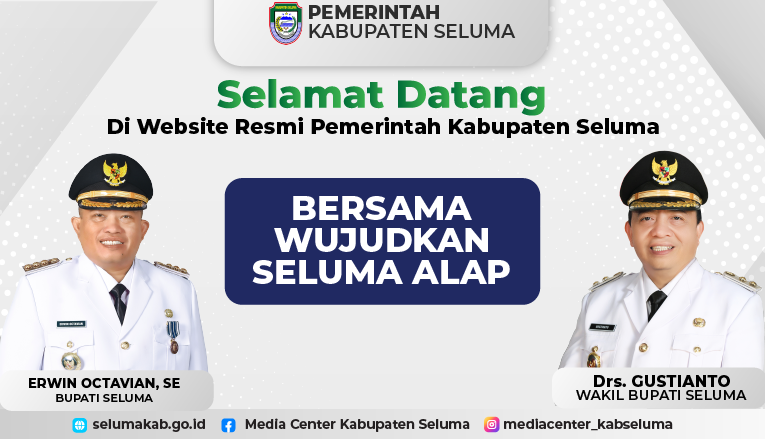 PEMERINTAH
KABUPATEN SELUMA
Selamat Datang
Di Website Resmi Pemerintah Kabupaten Seluma
BERSAMA
WUJUDKAN
SELUMA ALAP
ERWIN OCTAVIAN, SE
BUPATI SELUMA
Drs. GUSTIANTO
WAKIL BUPATI SELUMA
selumakab.go.id
Media Center Kabupaten Seluma
mediacenter_kabseluma